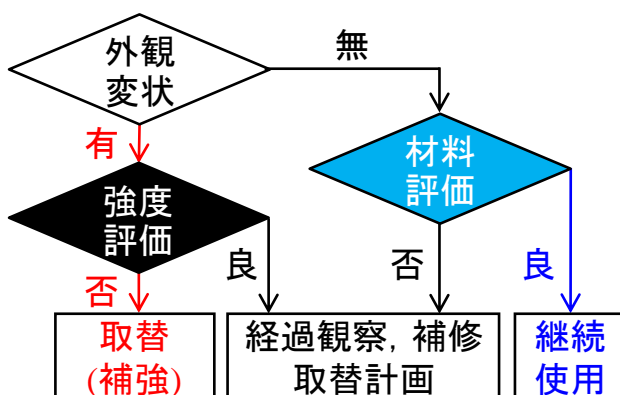 外観
変状
無
有
材料
評価
強度
評価
良
否
良
否
取替
(補強)
経過観察, 補修
取替計画
継続
使用